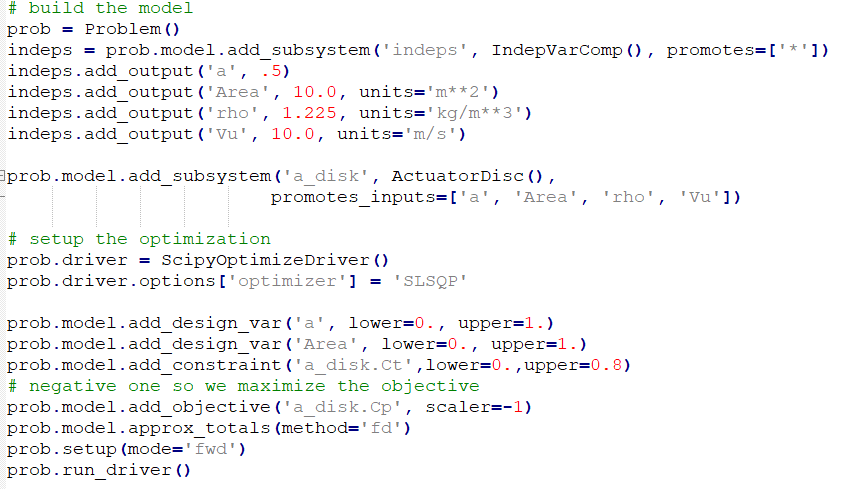 # build the model
prob = Problem()
indeps = prob.model.add_subsystem('indeps', IndepVarComp(), promotes=['*'])
indeps.add_output('a', .5)
indeps.add_output('Area', 10.0, units='m**2')
indeps.add_output('rho', 1.225, units='kg/m**3')
indeps.add_output('Vu', 10.0, units='m/s')
prob.model.add_subsystem('a_disk', ActuatorDisc(),
promotes_inputs=['a', 'Area', 'rho', 'Vu'])
# setup the optimization
prob.driver = ScipyOptimizeDriver()
prob.driver.options['optimizer'] = 'SLSQP'
prob.model.add_design_var('a', lower=0., upper=1.)
prob.model.add_design_var('Area', lower=0., upper=1.)
prob.model.add_constraint('a_disk.Ct',lower=0.,upper=0.8)
# negative one so we maximize the objective
prob.model.add_objective('a_disk.Cp', scaler=-1)
prob.model.approx_totals(method='fd')
prob.setup(mode='fwd')
prob.run_driver()